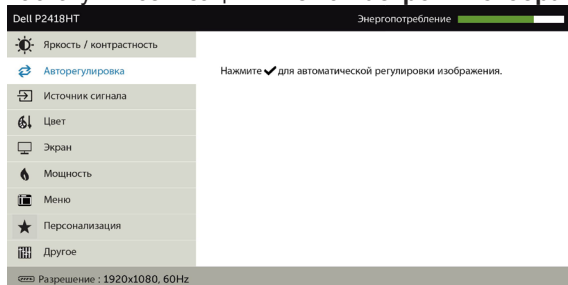 Dell P2418HT
Энергопотребление
Яркость / контрастность
Авторегулировка
Нажмите для автоматической регулировки изображения.
Источник сигнала
Цвет
Экран
Мощность
Меню
Персонализация
Другое
Разрешение : 1920x1080, 60Hz